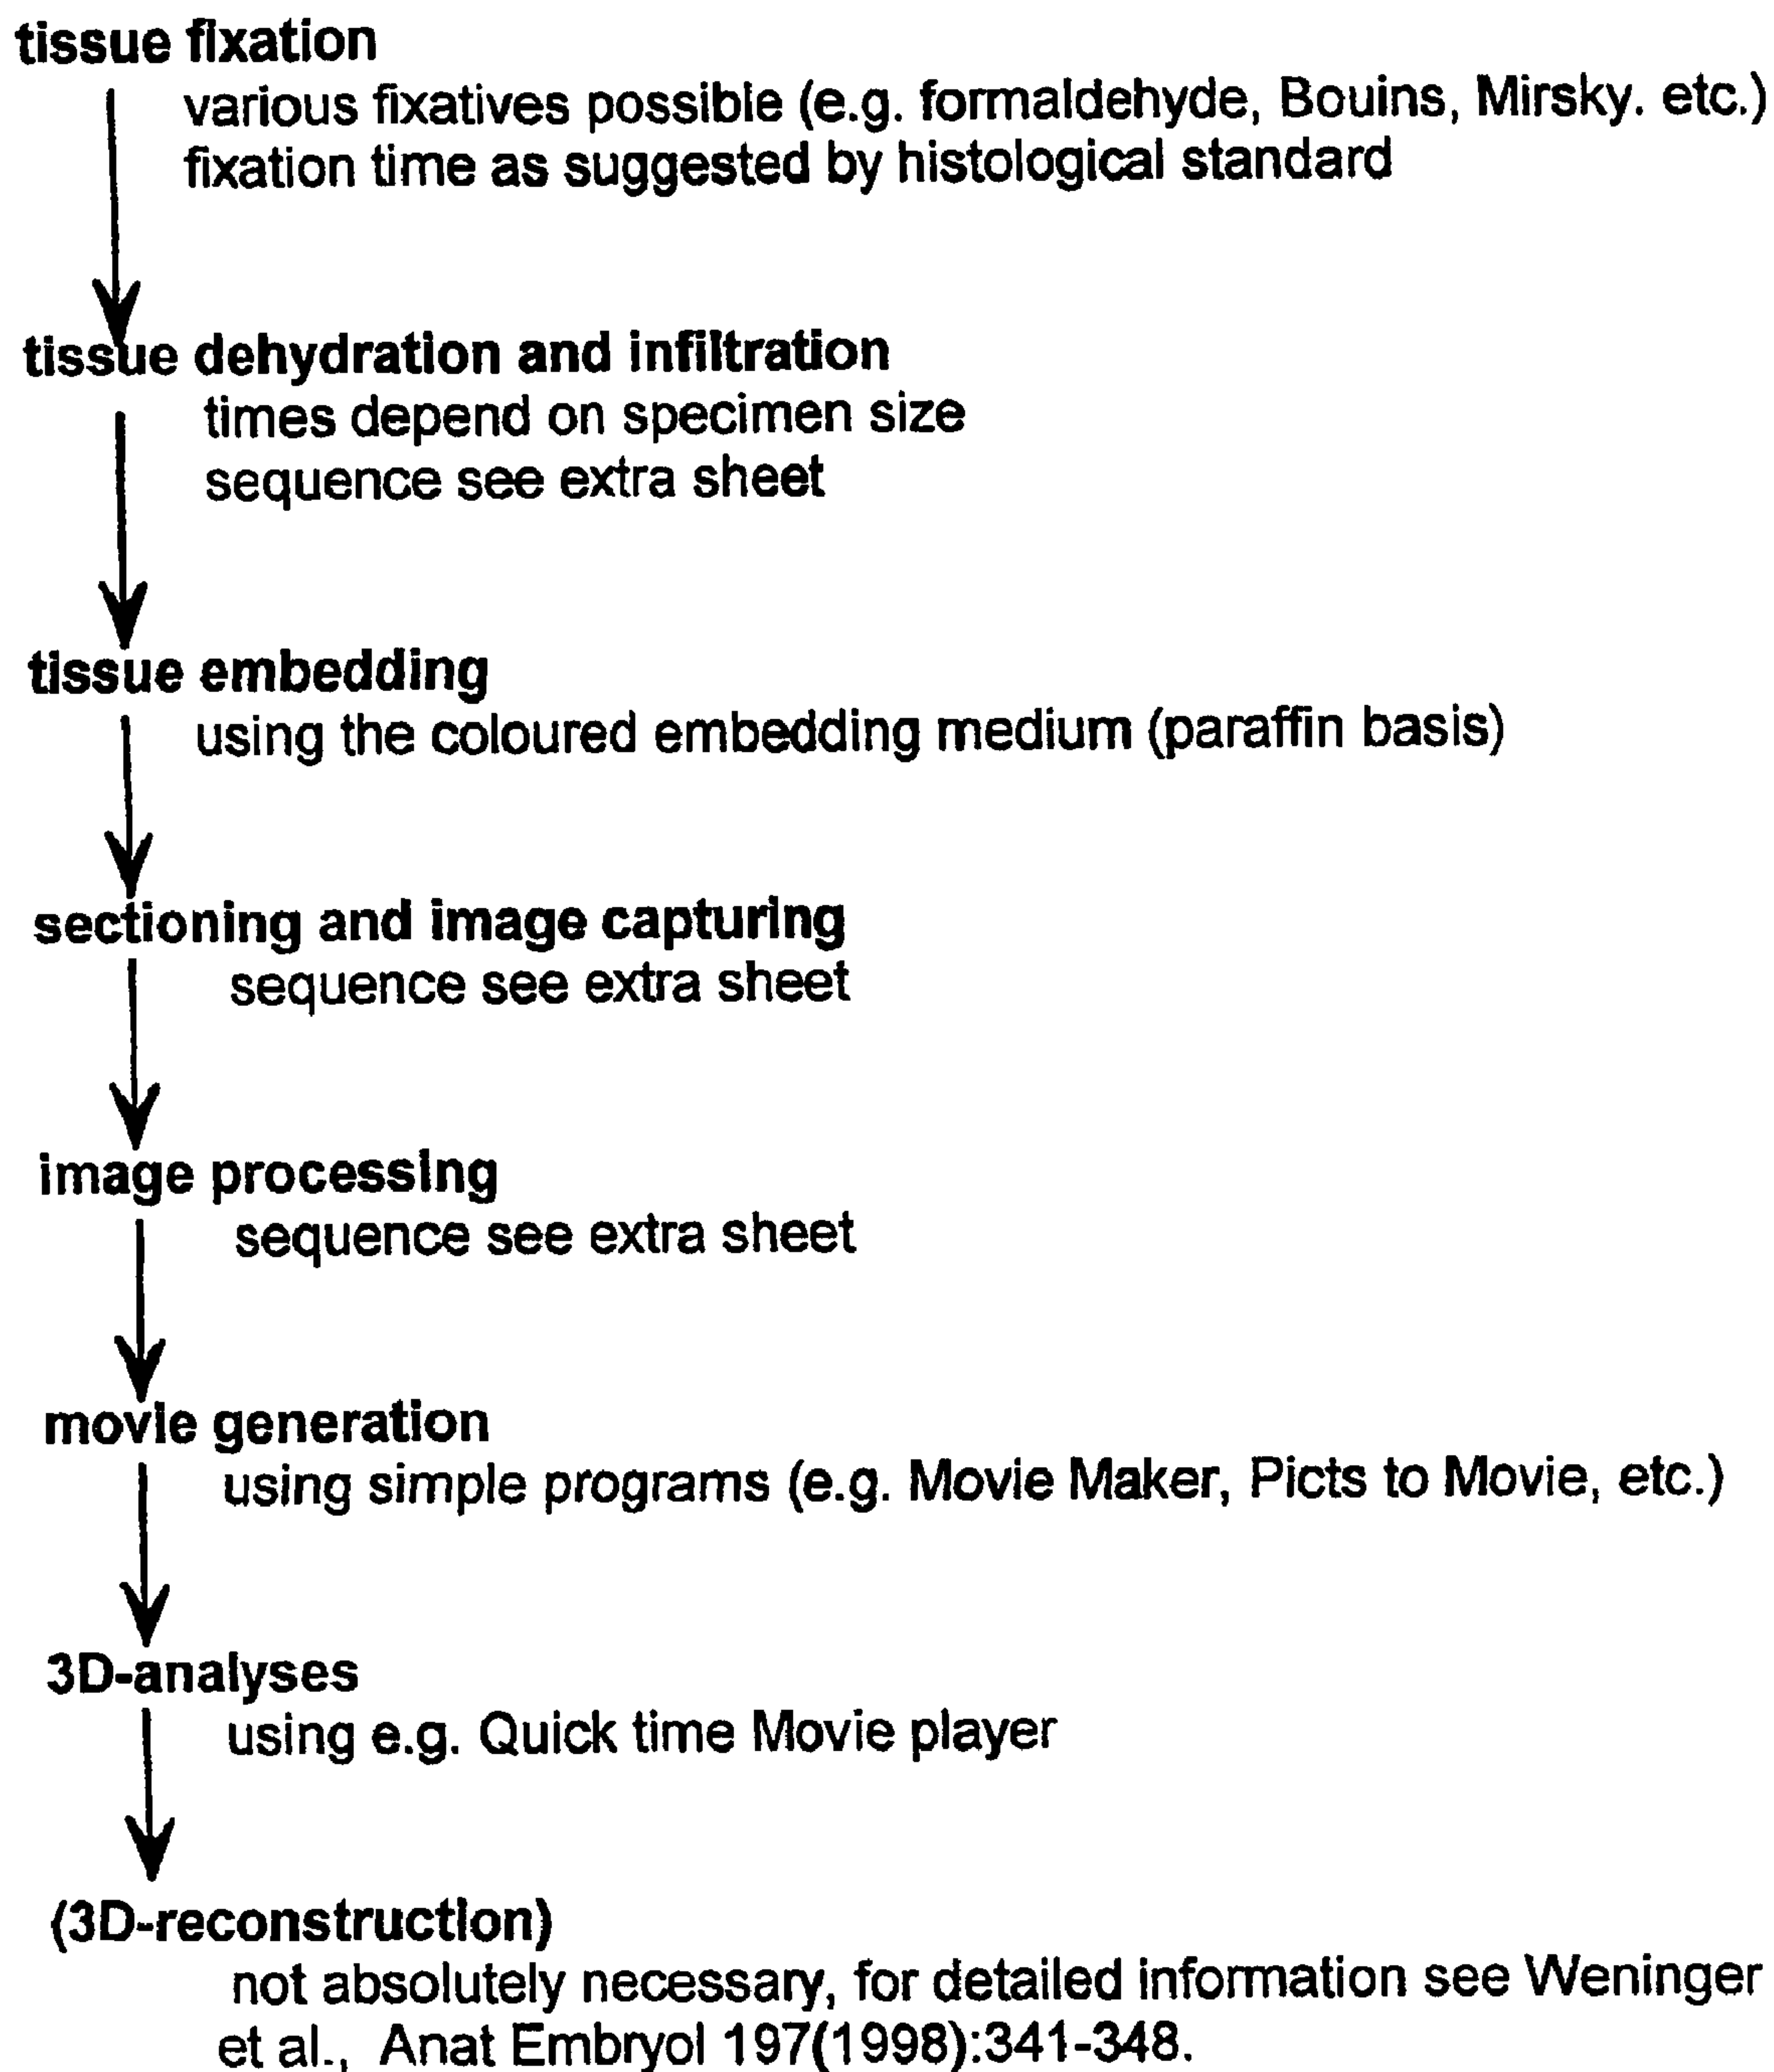 tissue fixation
various fixatives possible (e.g. formaldehyde, Bouins, Mirsky. etc.)
fixation time as suggested by histological standard
tissue dehydration and infiltration
times depend on specimen size
sequence see extra sheet
tissue embedding
using the coloured embedding medium (paraffin basis)
sectioning and image capturing
sequence see extra sheet
image processing
sequence see extra sheet
movie generation
using simple programs (e.g. Movie Maker, Picts to Movie, etc.)
3D-analyses
using e.g. Quick time Movie player
(3D-reconstruction)
not absolutely necessary, for detailed information see Weninger
et al., Anat Embryol 197(1998):341-348.